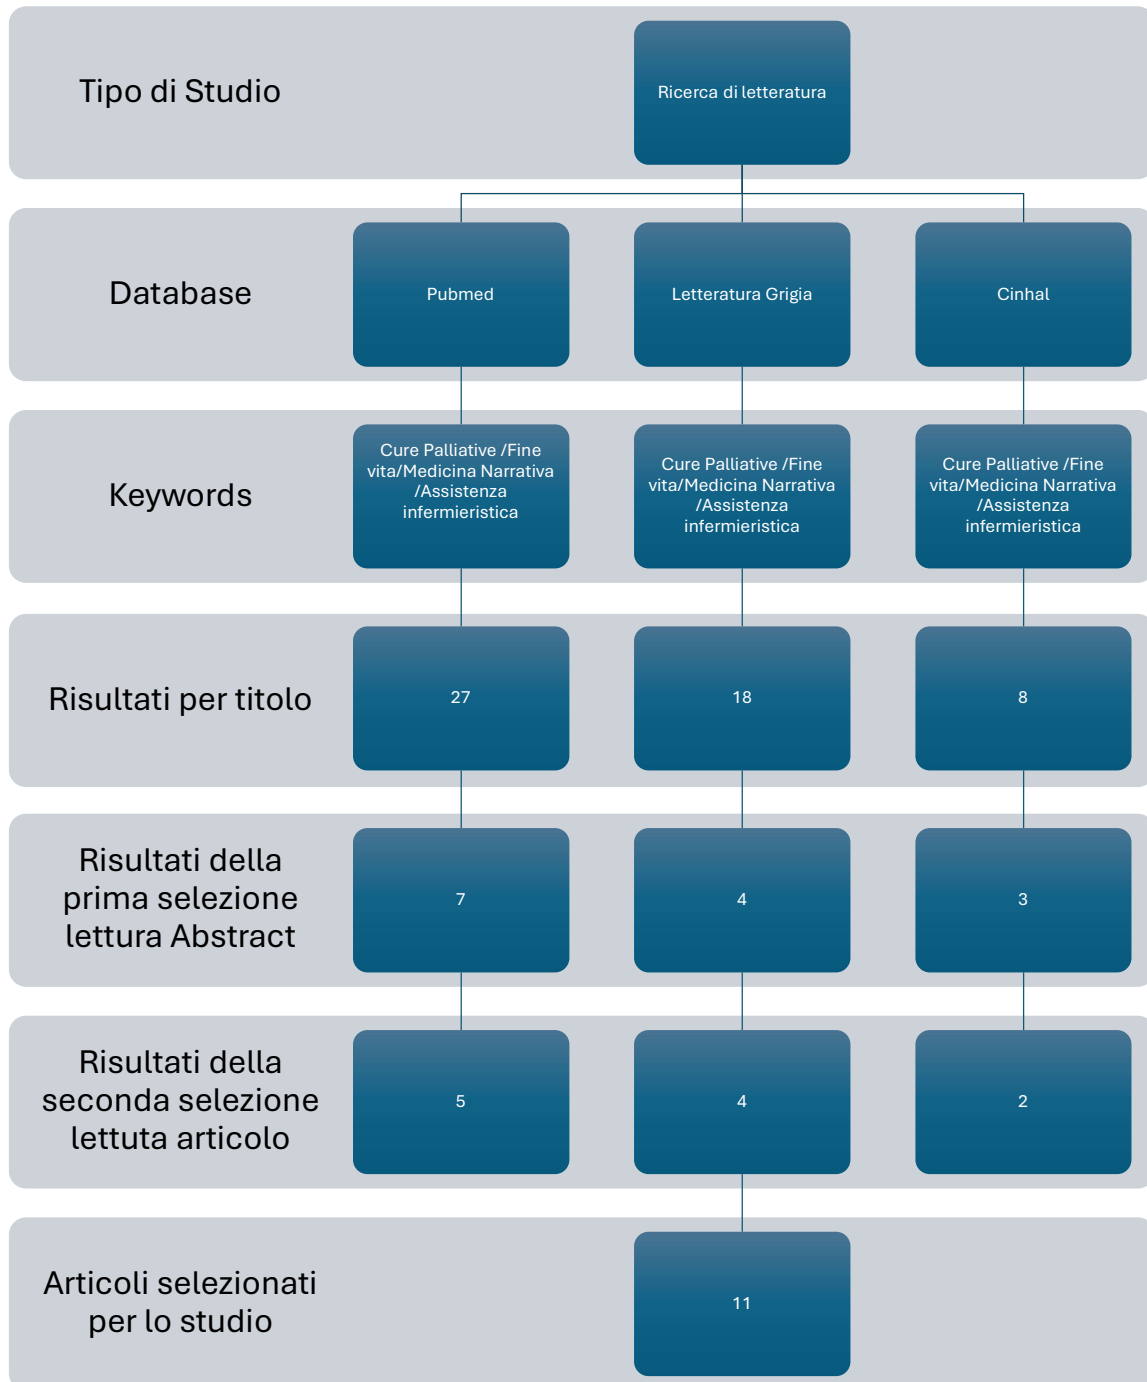 Tipo di Studio
Ricerca di letteratura
Database
Pubmed
Letteratura Grigia
Cinhal
Keywords
Cure Palliative /Fine
vita/Medicina Narrativa
/Assistenza
infermieristica
Cure Palliative /Fine
vita/Medicina Narrativa
/Assistenza
infermieristica
Cure Palliative /Fine
vita/Medicina Narrativa
/Assistenza
infermieristica
Risultati per titolo
27
18
8
Risultati della
prima selezione
lettura Abstract
7
4
3
Risultati della
seconda selezione
lettuta articolo
5
4
2
Articoli selezionati
per lo studio
11